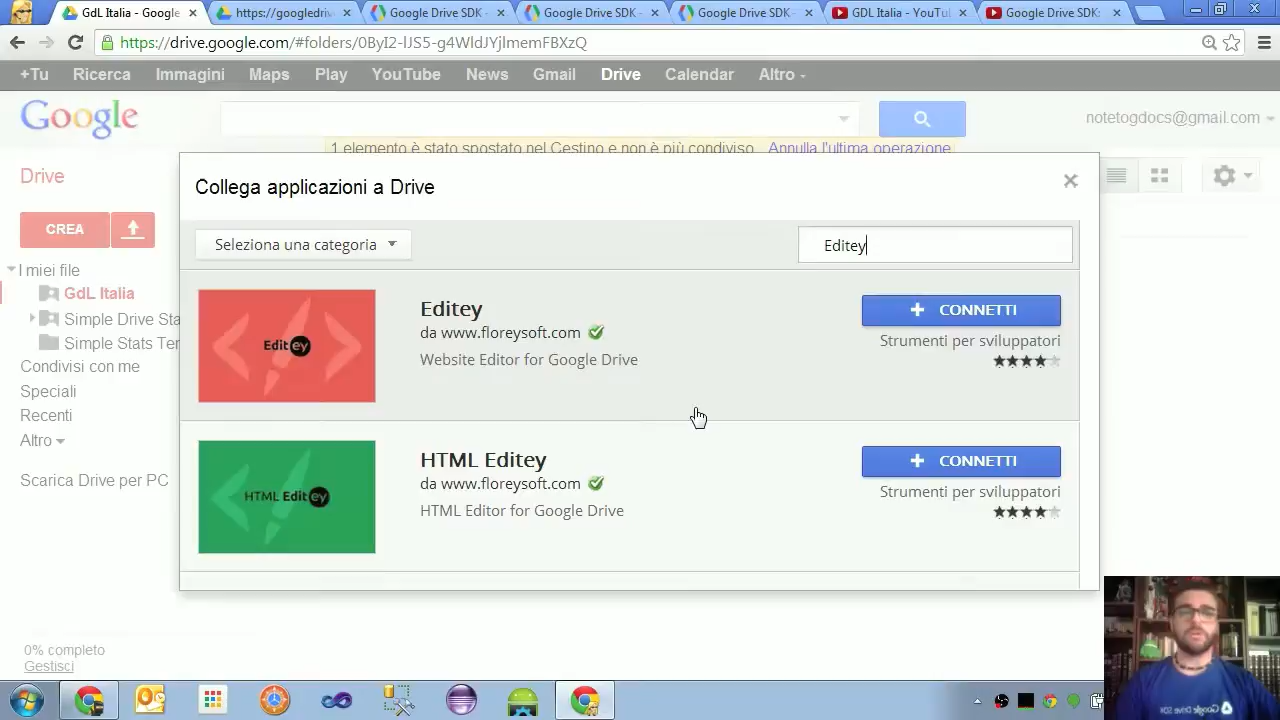 GdL Italia - Google
https://googledriv
Google Drive SDK -
Google Drive SDK -
Google Drive SDK -
GdL Italia - YouTu
Google Drive SDK:
https://drive.google.com/#folders/0ByI2-lJS5-g4WldJYjlmemFBXzQ
+Tu Ricerca Immagini Maps Play YouTube News Gmail Drive Calendar Altro
Google
notetogdocs@gmail.com
1 elemento è stato spostato nel Cestino e non è più condiviso. Annulla l'ultima operazione
Drive
CREA
I miei file
GdL Italia
Simple Drive Sta
Simple Stats Ter
Condivisi con me
Speciali
Recenti
Altro
Scarica Drive per PC
0% completo
Gestisci
Collega applicazioni a Drive
Seleziona una categoria
Editey
Editey
Editey
da www.floreysoft.com
Website Editor for Google Drive
CONNETTI
Strumenti per sviluppatori
HTML Editey
HTML Editey
da www.floreysoft.com
HTML Editor for Google Drive
CONNETTI
Strumenti per sviluppatori